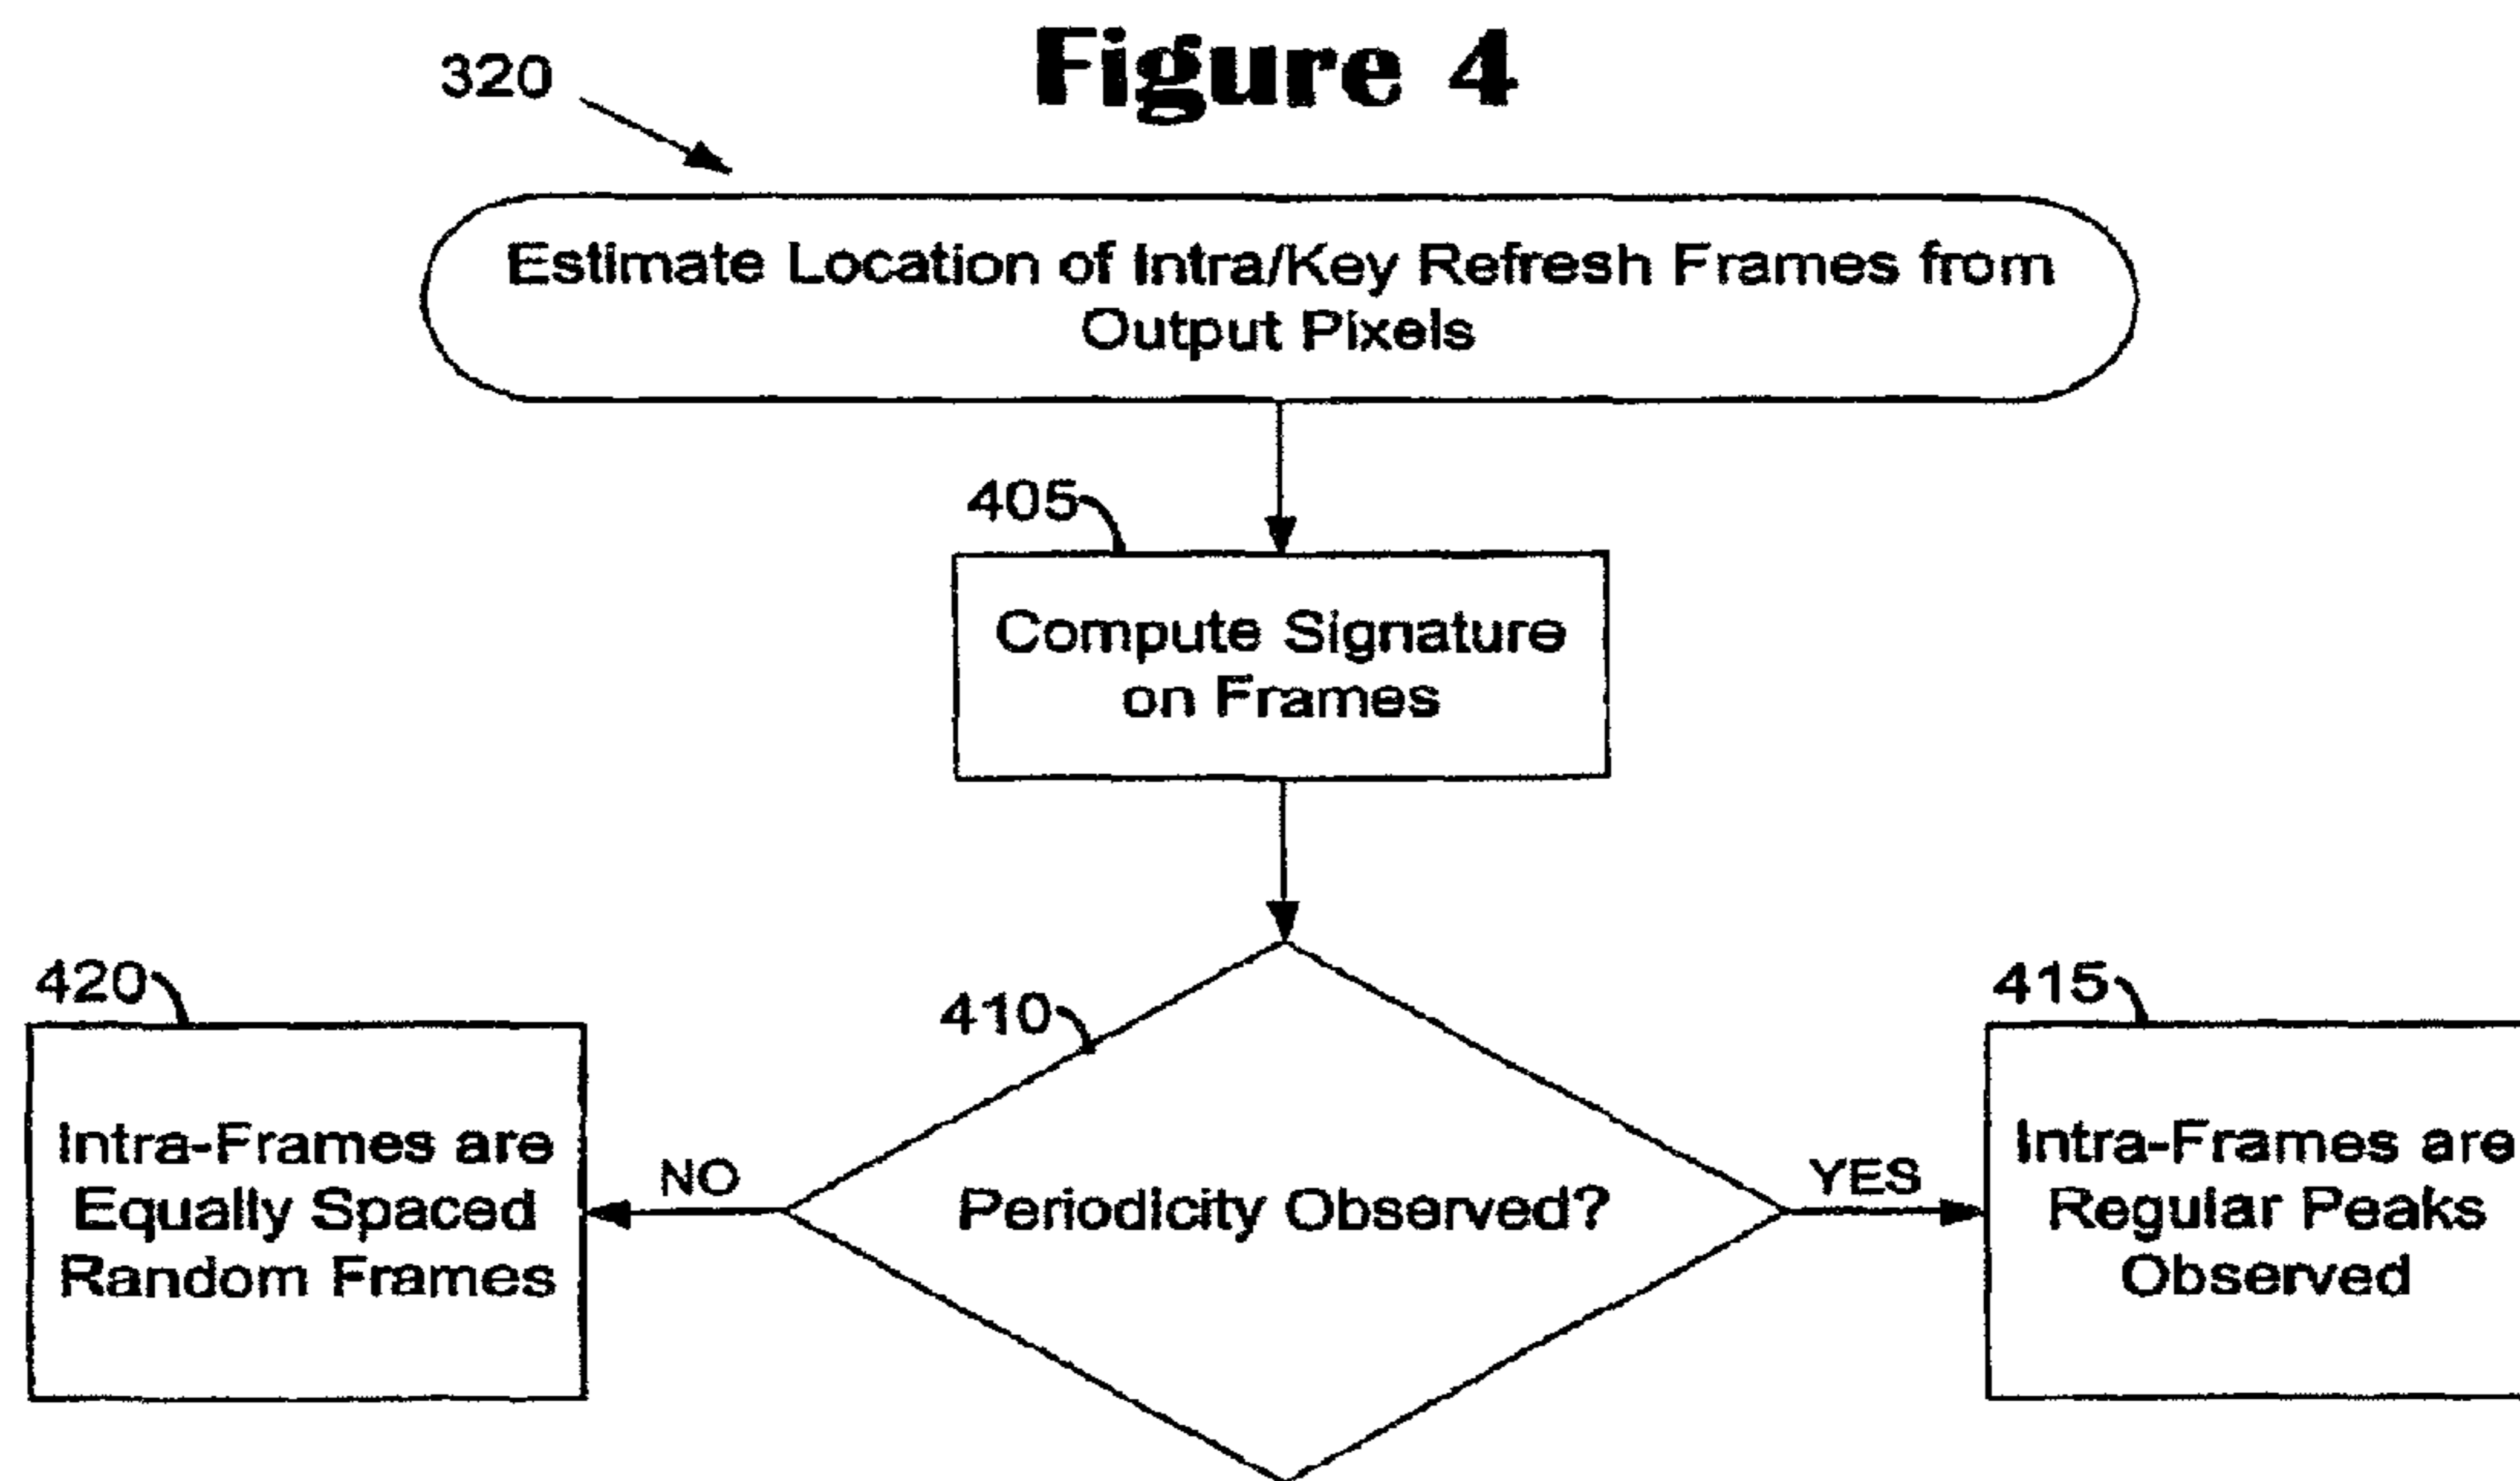 Figure 4
320
Estimate Location of Intra/Key Refresh Frames from
Output Pixels
405
Compute Signature
on Frames
410
Periodicity Observed?
NO
YES
420
Intra-Frames are
Equally Spaced
Random Frames
415
Intra-Frames are
Regular Peaks
Observed